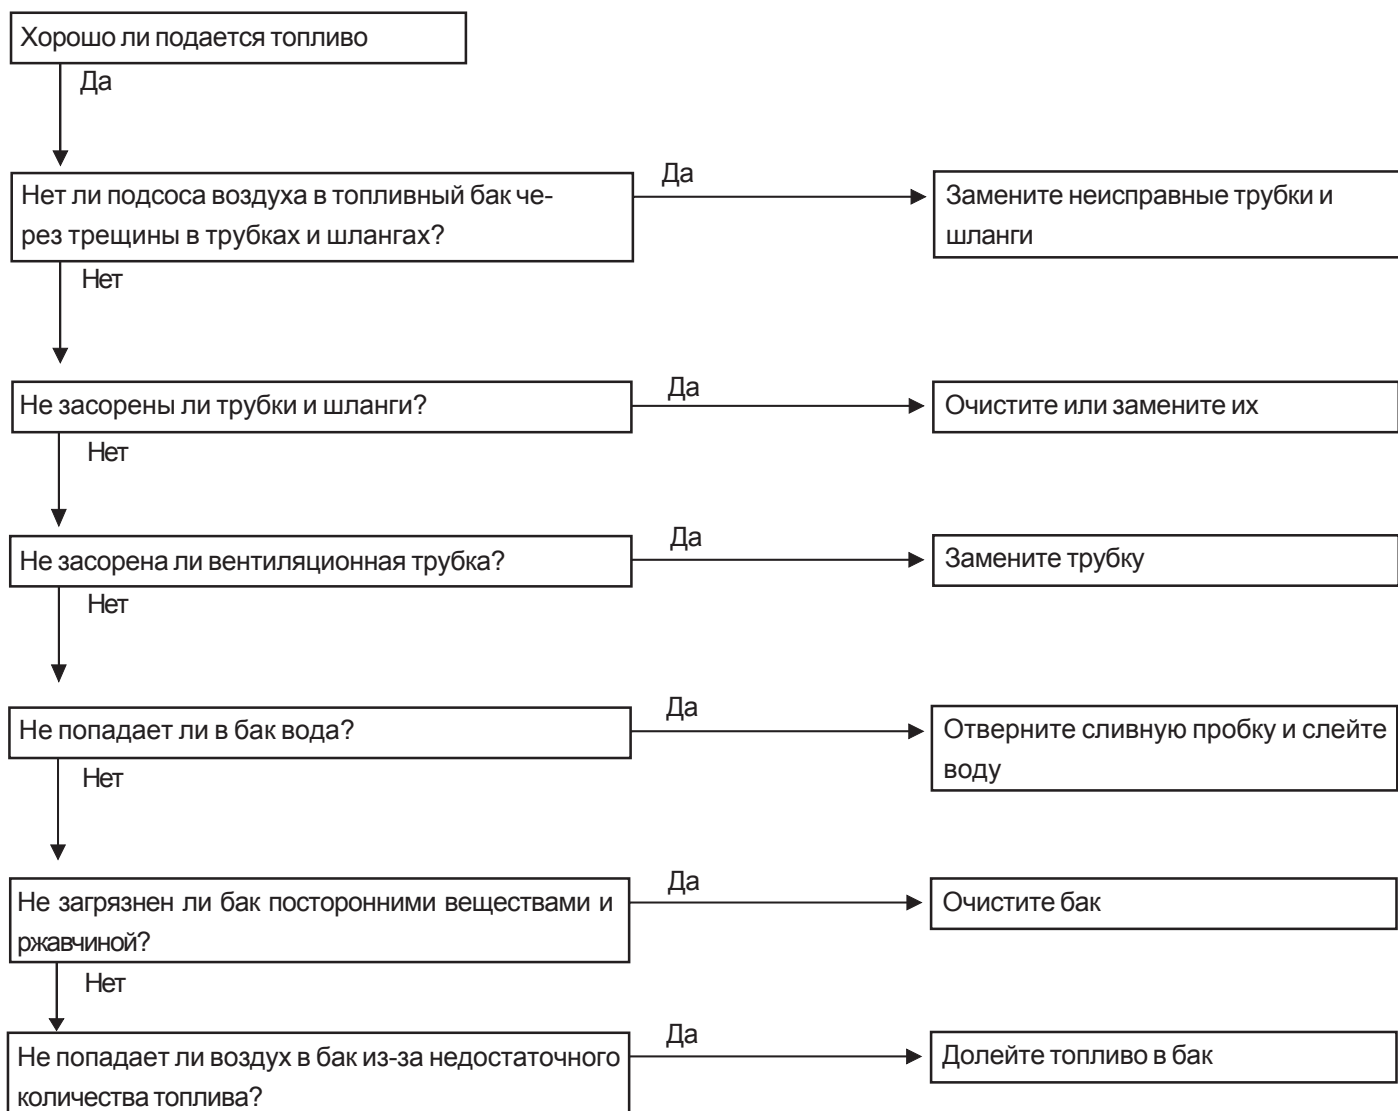 Хорошо ли подается топливо
Да
Нет ли подсоса воздуха в топливный бак че-
рез трещины в трубках и шлангах?
Да
Замените неисправные трубки и
шланги
Нет
Не засорены ли трубки и шланги?
Да
Очистите или замените их
Нет
Не засорена ли вентиляционная трубка?
Да
Замените трубку
Нет
Не попадает ли в бак вода?
Да
Отверните сливную пробку и слейте
воду
Нет
Не загрязнен ли бак посторонними веществами и
ржавчиной?
Да
Очистите бак
Нет
Не попадает ли воздух в бак из-за недостаточного
количества топлива?
Да
Долейте топливо в бак